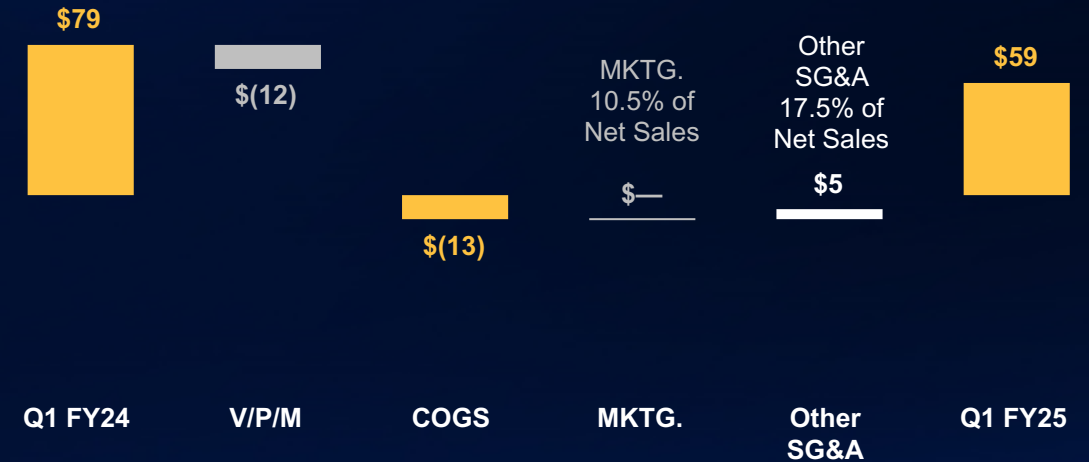 $79
$(12)
$(13)
MKTG.
10.5% of
Net Sales
$—
Other
SG&A
17.5% of
Net Sales
$5
$59
Q1 FY24
V/P/M
COGS
MKTG.
Other
SG&A
Q1 FY25